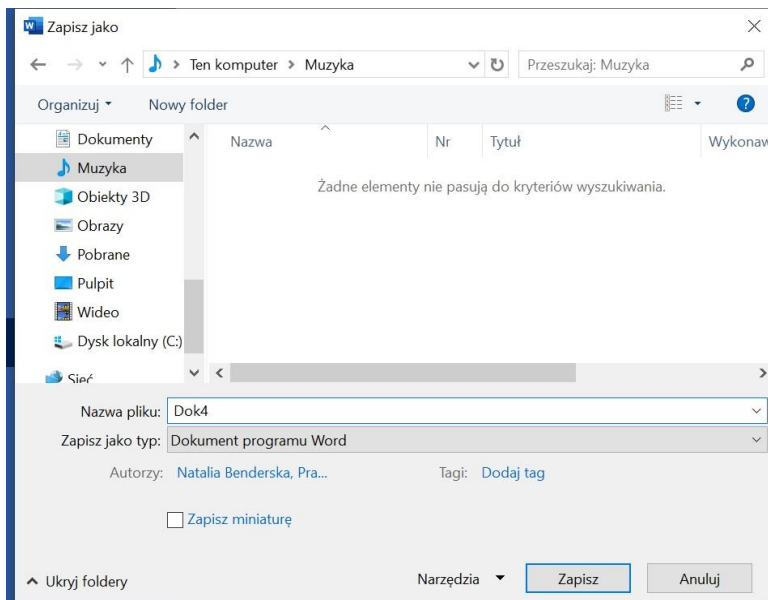 Zapisz jako
Ten komputer > Muzyka
Przeszukaj: Muzyka
Organizuj
Nowy folder
Nazwa
Nr
Tytuł
Wykonaw
Dokumenty
Muzyka
Obiekty 3D
Obrazy
Pobrane
Pulpit
Wideo
Dysk lokalny (C:)
Sieć
Żadne elementy nie pasują do kryteriów wyszukiwania.
Nazwa pliku: Dok4
Zapisz jako typ: Dokument programu Word
Autorzy: Natalia Benderska, Pra...
Tagi: Dodaj tag
Zapisz miniaturę
Ukryj foldery
Narzędzia
Zapisz
Anuluj